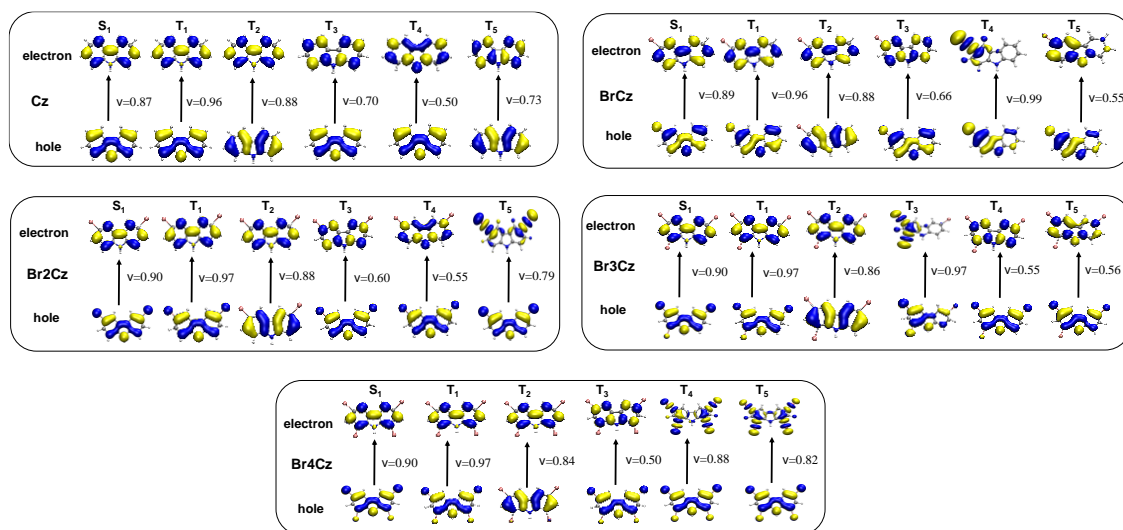 S1 T1 T2 T3 T4 T5
electron
Cz
v=0.87 v=0.96 v=0.88 v=0.70 v=0.50 v=0.73
hole
S1 T1 T2 T3 T4 T5
electron
BrCz
v=0.89 v=0.96 v=0.88 v=0.66 v=0.99 v=0.55
hole
S1 T1 T2 T3 T4 T5
electron
Br2Cz
v=0.90 v=0.97 v=0.88 v=0.60 v=0.55 v=0.79
hole
S1 T1 T2 T3 T4 T5
electron
Br3Cz
v=0.90 v=0.97 v=0.86 v=0.97 v=0.55 v=0.56
hole
S1 T1 T2 T3 T4 T5
electron
Br4Cz
v=0.90 v=0.97 v=0.84 v=0.50 v=0.88 v=0.82
hole